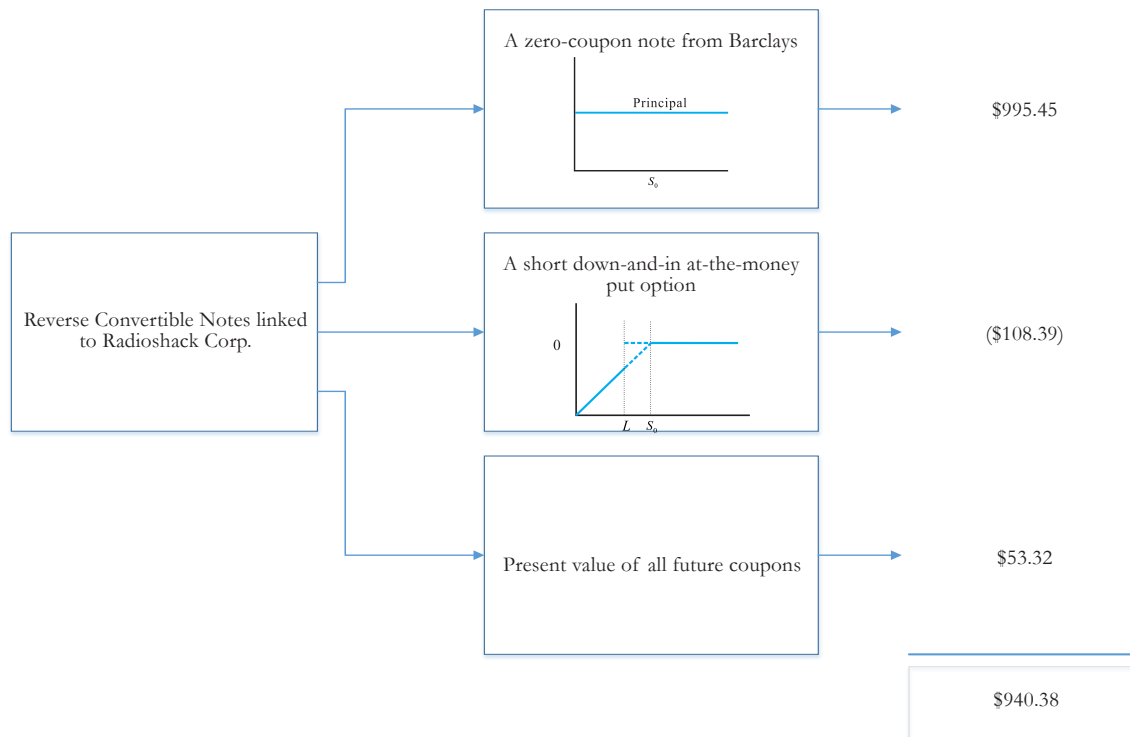 A zero-coupon note from Barclays
Principal
S₀
$995.45
Reverse Convertible Notes linked
to Radioshack Corp.
A short down-and-in at-the-money
put option
0
L S₀
($108.39)
Present value of all future coupons
$53.32
$940.38